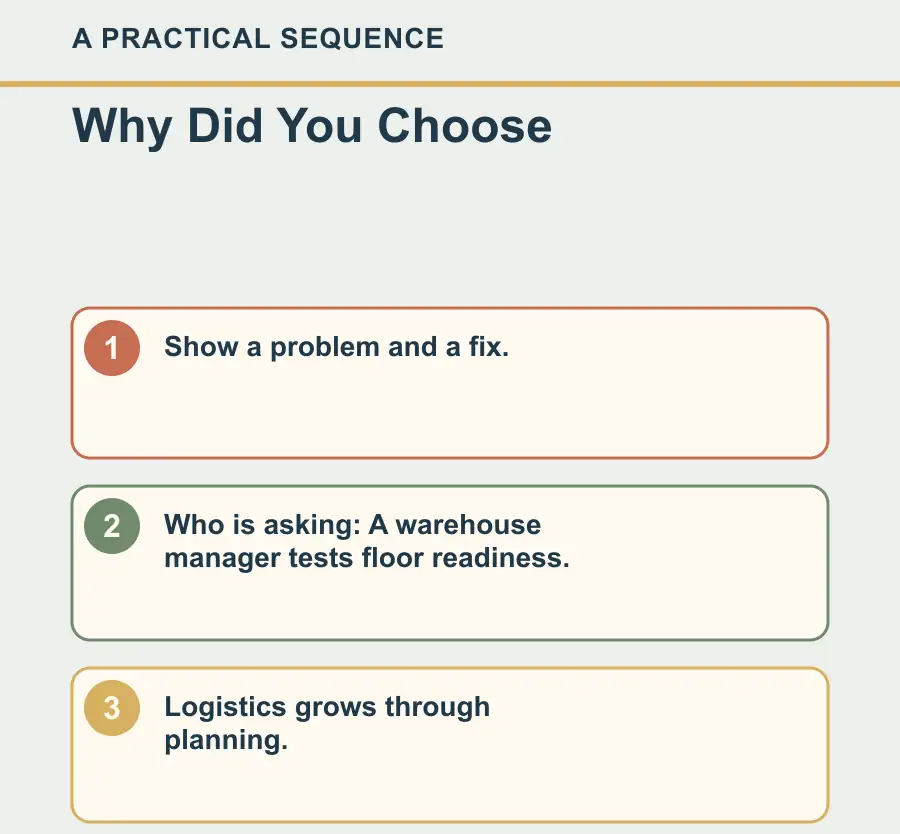 A PRACTICAL SEQUENCE
Why Did You Choose
1
Show a problem and a fix.
2
Who is asking: A warehouse
manager tests floor readiness.
3
Logistics grows through
planning.